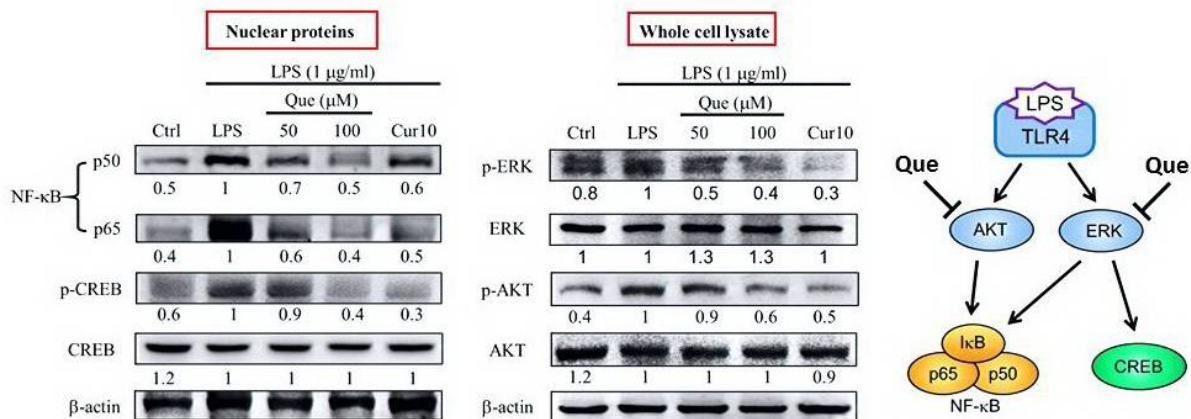 Nuclear proteins
LPS (1 μg/ml)
Que (μM)
Ctrl LPS 50 100 Cur10
NF-κB
p50
0.5 1 0.7 0.5 0.6
p65
0.4 1 0.6 0.4 0.5
p-CREB
0.6 1 0.9 0.4 0.3
CREB
1.2 1 1 1 1
β-actin
Whole cell lysate
LPS (1 μg/ml)
Que (μM)
Ctrl LPS 50 100 Cur10
p-ERK
0.8 1 0.5 0.4 0.3
ERK
1 1 1.3 1.3 1
p-AKT
0.4 1 0.9 0.6 0.5
AKT
1.2 1 1 1 0.9
β-actin
LPS
TLR4
Que Que
AKT ERK
IκB
p65 p50
NF-κB
CREB